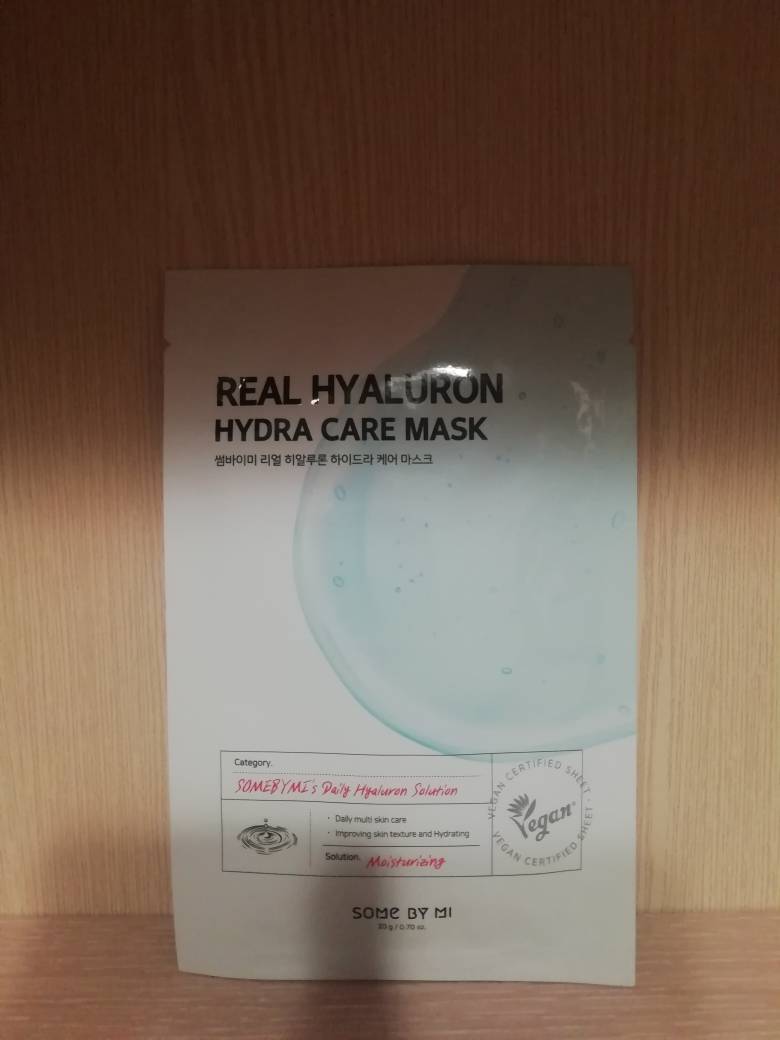 REAL HYALURON
HYDRA CARE MASK
썸바이미 리얼 히알루론 하이드라 케어 마스크
Category.
SOMEBYMI's Daily Hyaluron Solution
· Daily multi skin care
· Improving skin texture and Hydrating
Solution. Moisturizing
VEGAN CERTIFIED SHEET · VEGAN CERTIFIED SHEET ·
Vegan
SOME BY MI
20 g / 0.70 oz.